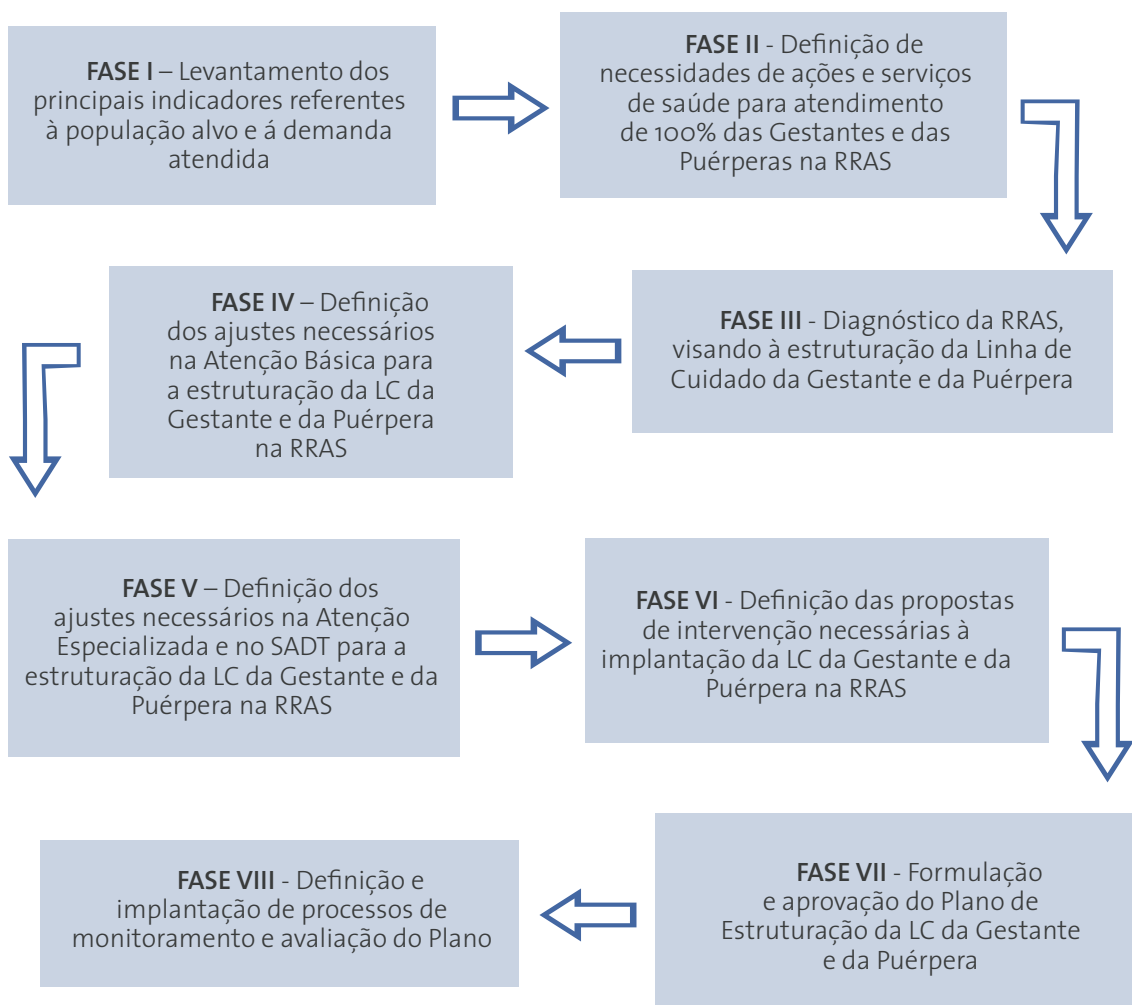 FASE I – Levantamento dos
principais indicadores referentes
à população alvo e á demanda
atendida
FASE II - Definição de
necessidades de ações e serviços
de saúde para atendimento
de 100% das Gestantes e das
Puérperas na RRAS
FASE III - Diagnóstico da RRAS,
visando à estruturação da Linha de
Cuidado da Gestante e da Puérpera
FASE IV – Definição
dos ajustes necessários
na Atenção Básica para
a estruturação da LC da
Gestante e da Puérpera
na RRAS
FASE V – Definição dos
ajustes necessários na Atenção
Especializada e no SADT para a
estruturação da LC da Gestante e da
Puérpera na RRAS
FASE VI - Definição das propostas
de intervenção necessárias à
implantação da LC da Gestante e da
Puérpera na RRAS
FASE VII - Formulação
e aprovação do Plano de
Estruturação da LC da Gestante
e da Puérpera
FASE VIII - Definição e
implantação de processos de
monitoramento e avaliação do Plano